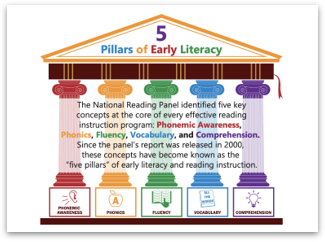 5
Pillars of Early Literacy
The National Reading Panel identified five key
concepts at the core of every effective reading
instruction program: Phonemic Awareness,
Phonics, Fluency, Vocabulary, and Comprehension.
Since the panel's report was released in 2000,
these concepts have become known as the
"five pillars" of early literacy and reading instruction.
A
PHONEMIC
AWARENESS
PHONICS
FLUENCY
VOCABULARY
COMPREHENSION